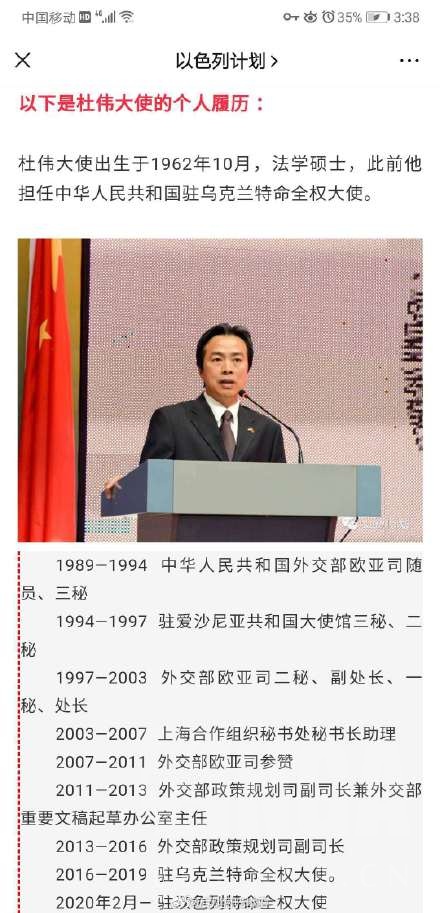 中国移动 HD 4G 35% 3:38
以色列计划
以下是杜伟大使的个人履历：
杜伟大使出生于1962年10月，法学硕士，此前他
担任中华人民共和国驻乌克兰特命全权大使。
1989—1994 中华人民共和国外交部欧亚司随
员、三秘
1994—1997 驻爱沙尼亚共和国大使馆三秘、二
秘
1997—2003 外交部欧亚司二秘、副处长、一
秘、处长
2003—2007 上海合作组织秘书处秘书长助理
2007—2011 外交部欧亚司参赞
2011—2013 外交部政策规划司副司长兼外交部
重要文稿起草办公室主任
2013—2016 外交部政策规划司副司长
2016—2019 驻乌克兰特命全权大使。
2020年2月— 驻以色列特命全权大使